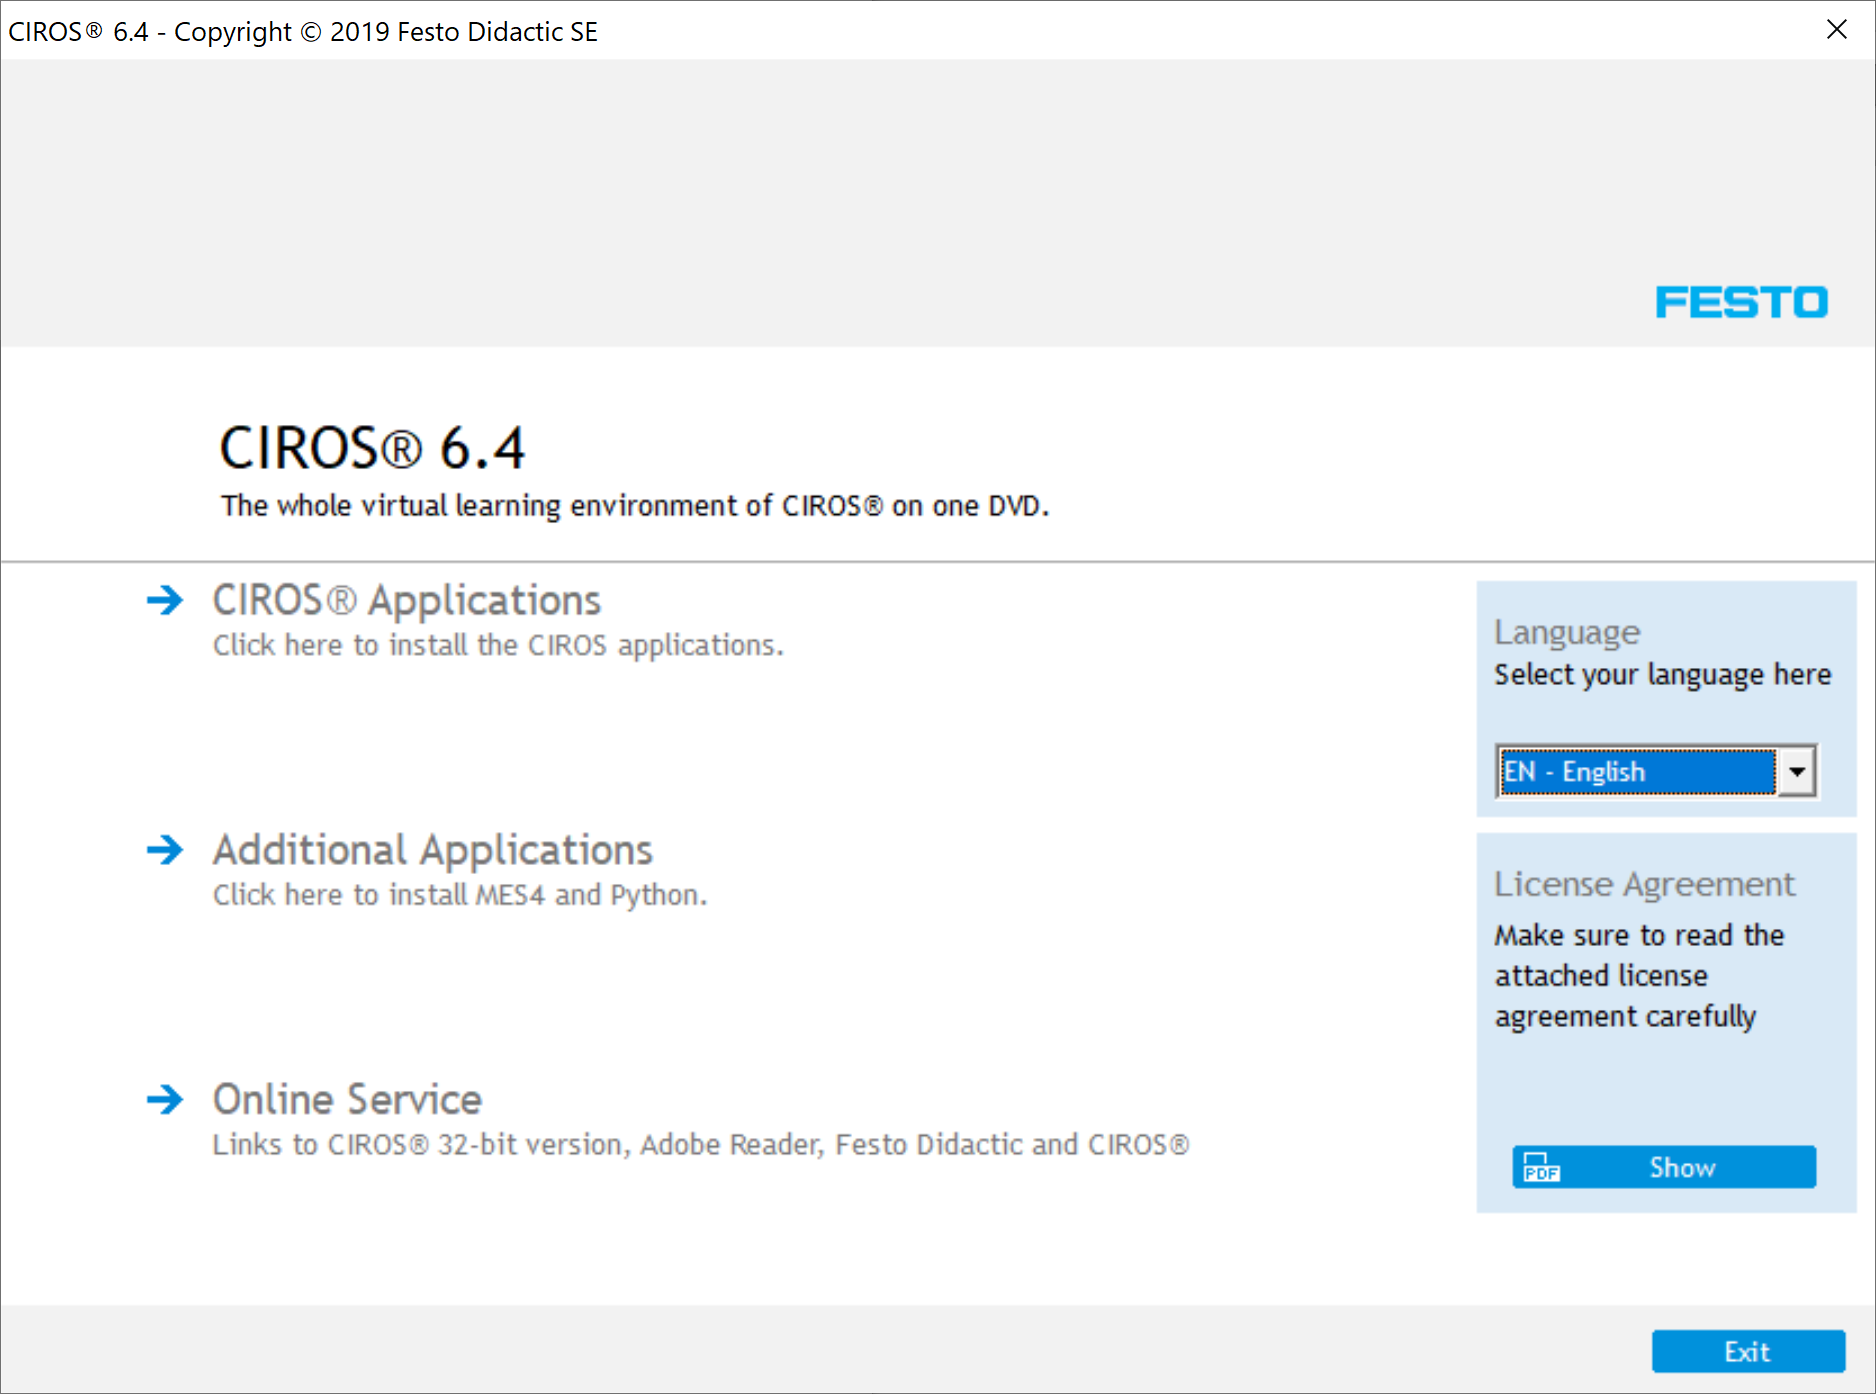 CIROS® 6.4 - Copyright © 2019 Festo Didactic SE
FESTO
CIROS® 6.4
The whole virtual learning environment of CIROS® on one DVD.
CIROS® Applications
Click here to install the CIROS applications.
Additional Applications
Click here to install MES4 and Python.
Online Service
Links to CIROS® 32-bit version, Adobe Reader, Festo Didactic and CIROS®
Language
Select your language here
EN - English
License Agreement
Make sure to read the
attached license
agreement carefully
PDF
Show
Exit